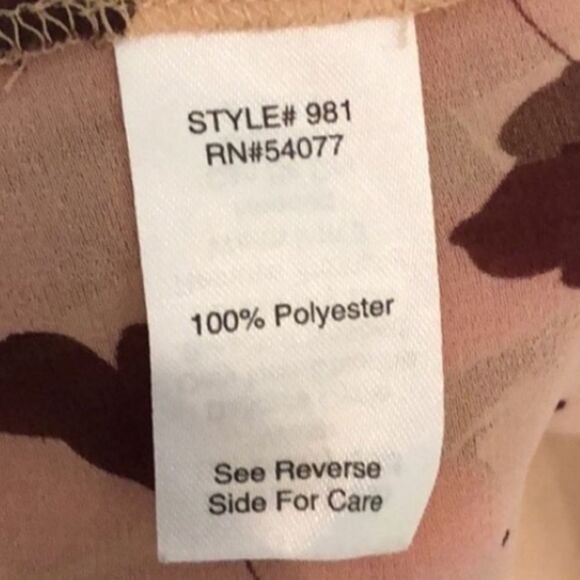 STYLE# 981
RN#54077
100% Polyester
See Reverse
Side For Care